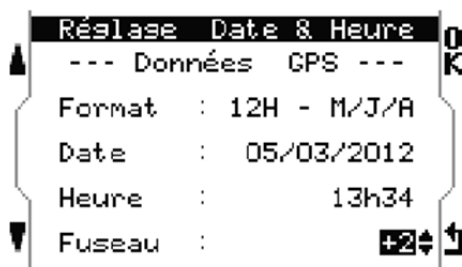 Réglage Date & Heure
--- Données GPS ---
OK
Format : 12H - M/J/A
Date : 05/03/2012
Heure : 13h34
Fuseau : +2